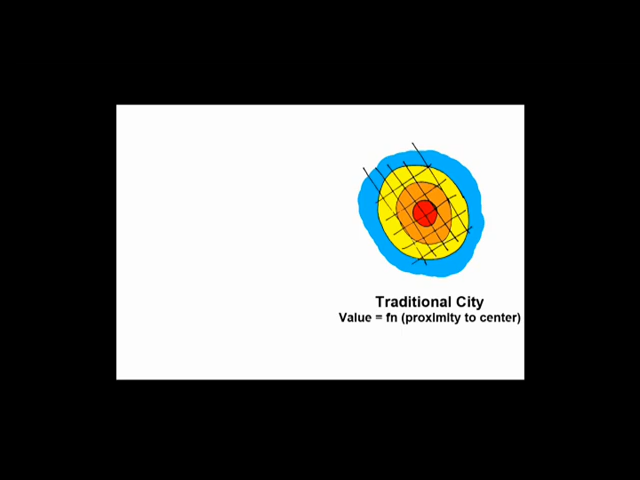 Traditional City
Value = fn (proximity to center)